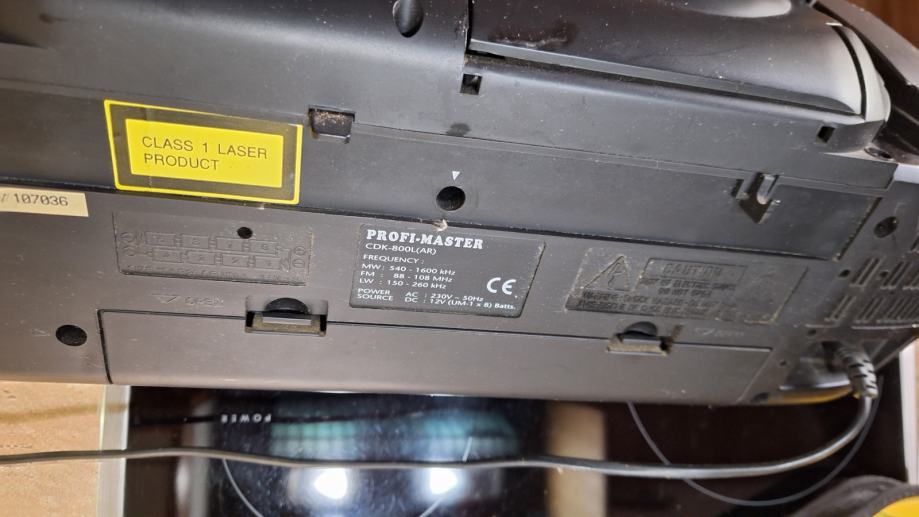 CLASS 1 LASER
PRODUCT
107036
PROFI-MASTER
CDK-800L(AR)
FREQUENCY :
MW : 540 - 1600 kHz
FM : 88 - 108 MHz
LW : 150 - 260 kHz
POWER AC : 230V ~ 50Hz
SOURCE DC : 12V (UM-1 x 8) Batts.
CE
CAUTION
OPEN
POWER